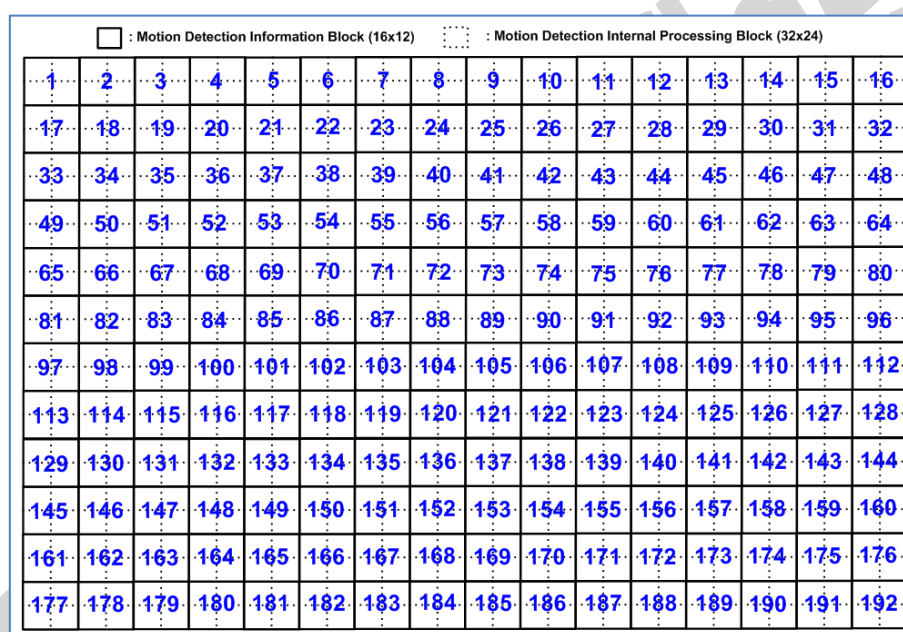 : Motion Detection Information Block (16x12) : Motion Detection Internal Processing Block (32x24)
1 2 3 4 5 6 7 8 9 10 11 12 13 14 15 16
17 18 19 20 21 22 23 24 25 26 27 28 29 30 31 32
33 34 35 36 37 38 39 40 41 42 43 44 45 46 47 48
49 50 51 52 53 54 55 56 57 58 59 60 61 62 63 64
65 66 67 68 69 70 71 72 73 74 75 76 77 78 79 80
81 82 83 84 85 86 87 88 89 90 91 92 93 94 95 96
97 98 99 100 101 102 103 104 105 106 107 108 109 110 111 112
113 114 115 116 117 118 119 120 121 122 123 124 125 126 127 128
129 130 131 132 133 134 135 136 137 138 139 140 141 142 143 144
145 146 147 148 149 150 151 152 153 154 155 156 157 158 159 160
161 162 163 164 165 166 167 168 169 170 171 172 173 174 175 176
177 178 179 180 181 182 183 184 185 186 187 188 189 190 191 192